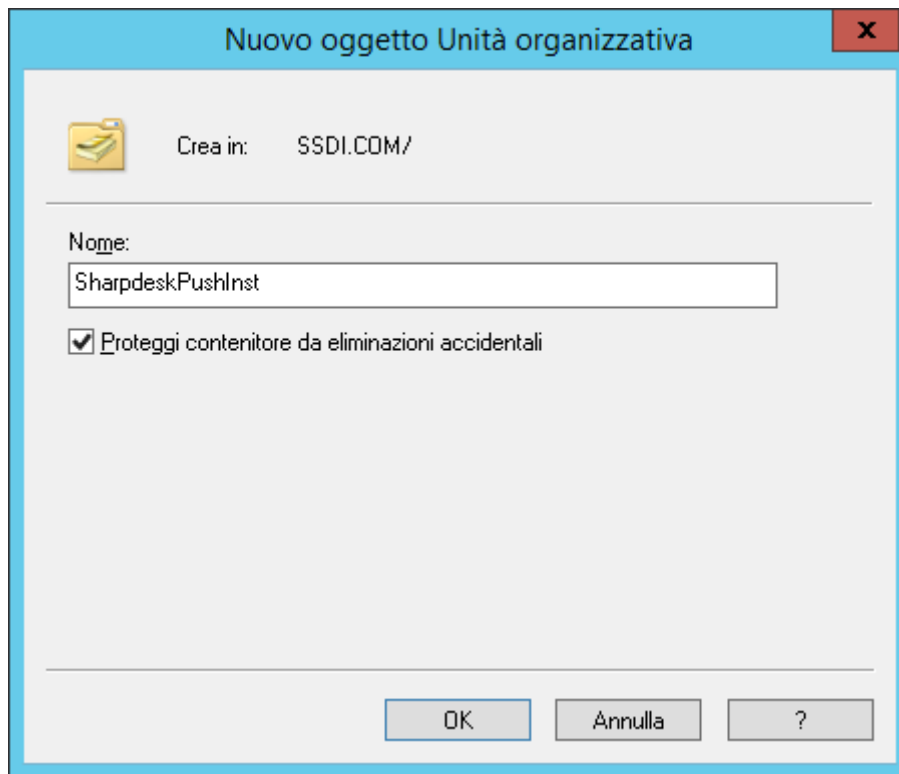 Nuovo oggetto Unità organizzativa
x
Crea in: SSDI.COM/
Nome:
SharpdeskPushInst
Proteggi contenitore da eliminazioni accidentali
OK Annulla ?